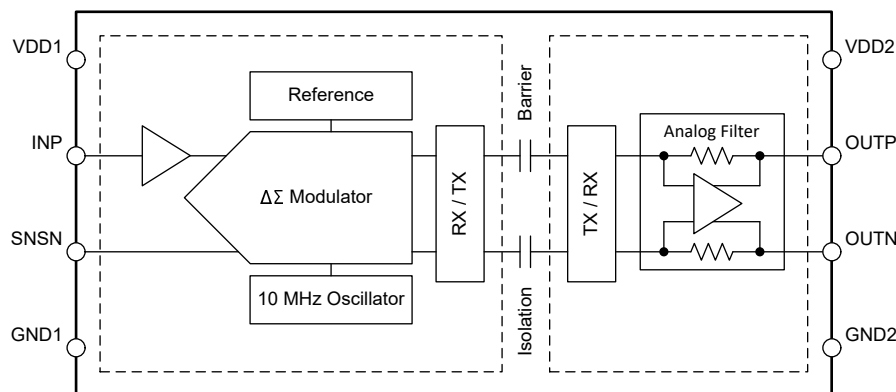 VDD1
VDD2
Reference
Barrier
Analog Filter
INP
OUTP
ΔΣ Modulator
RX / TX
TX / RX
SNSN
OUTN
10 MHz Oscillator
Isolation
GND1
GND2